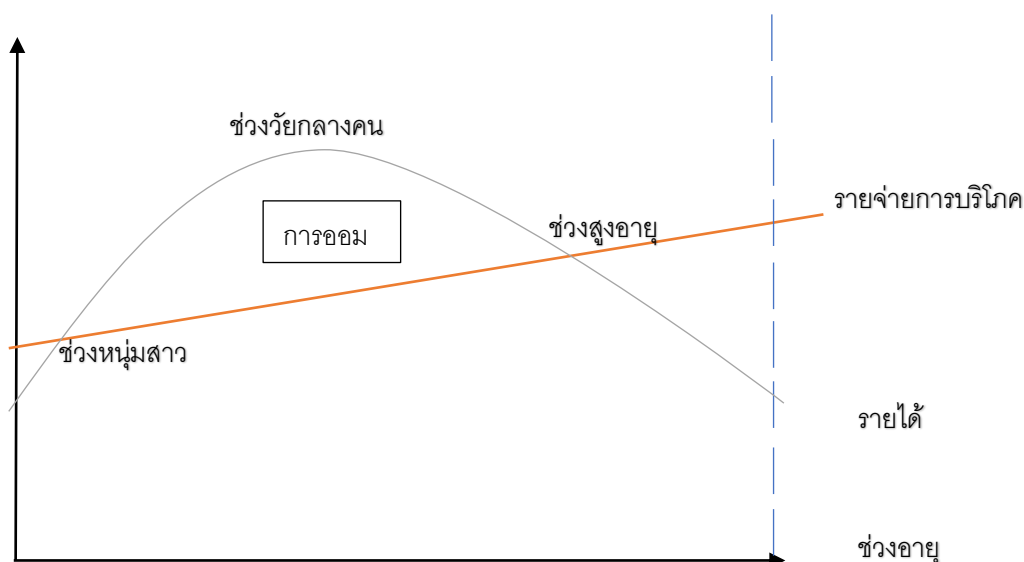 ช่วงวัยกลางคน
รายจ่ายการบริโภค
การออม
ช่วงสูงอายุ
ช่วงหนุ่มสาว
รายได้
ช่วงอายุ